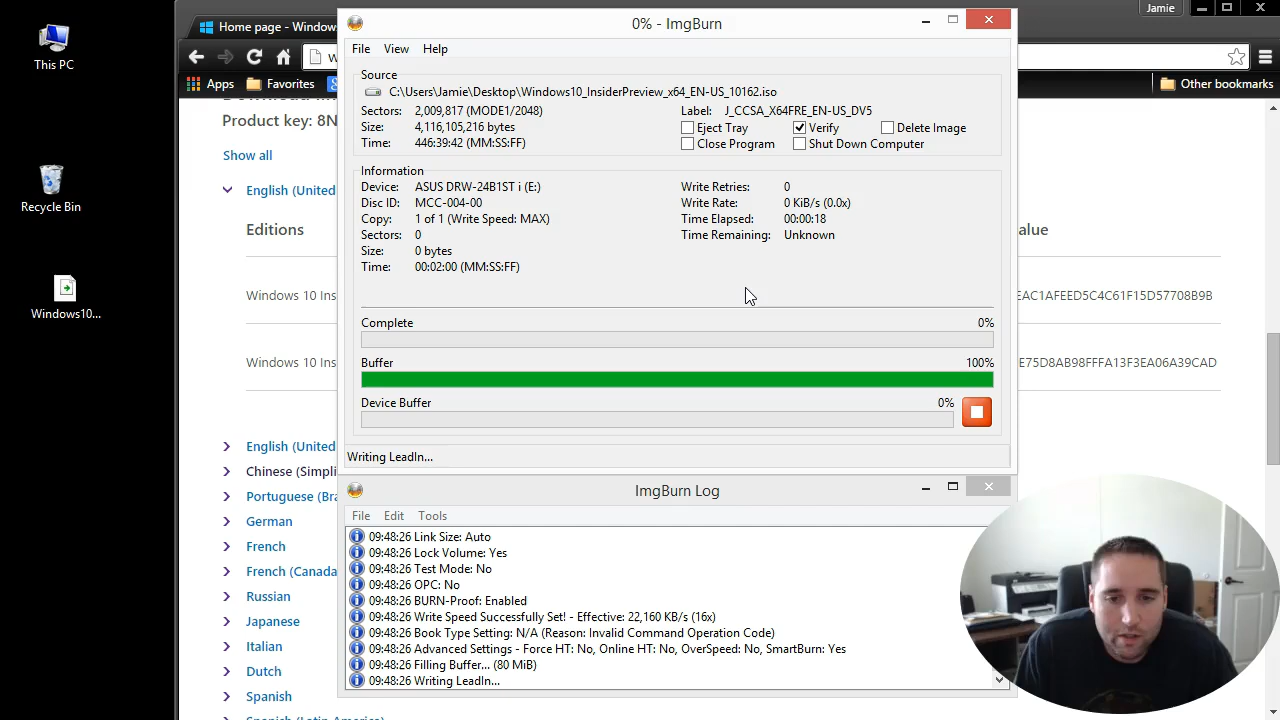 This PC
Recycle Bin
Windows10...
Home page - Window
Jamie
Apps
Favorites
Other bookmarks
Product key: 8N
Show all
English (United
Editions
alue
Windows 10 Ins
EAC1AFEED5C4C61F15D57708B9B
Windows 10 Ins
E75D8AB98FFFA13F3EA06A39CAD
English (United
Chinese (Simpli
Portuguese (Bra
German
French
French (Canada
Russian
Japanese
Italian
Dutch
Spanish
0% - ImgBurn
File View Help
Source
C:\Users\Jamie\Desktop\Windows10_InsiderPreview_x64_EN-US_10162.iso
Sectors: 2,009,817 (MODE1/2048)
Label: J_CCSA_X64FRE_EN-US_DV5
Size: 4,116,105,216 bytes
Eject Tray Verify Delete Image
Time: 446:39:42 (MM:SS:FF)
Close Program Shut Down Computer
Information
Device: ASUS DRW-24B1ST i (E:)
Write Retries: 0
Disc ID: MCC-004-00
Write Rate: 0 KiB/s (0.0x)
Copy: 1 of 1 (Write Speed: MAX)
Time Elapsed: 00:00:18
Sectors: 0
Time Remaining: Unknown
Size: 0 bytes
Time: 00:02:00 (MM:SS:FF)
Complete 0%
Buffer 100%
Device Buffer 0%
Writing LeadIn...
ImgBurn Log
File Edit Tools
09:48:26 Link Size: Auto
09:48:26 Lock Volume: Yes
09:48:26 Test Mode: No
09:48:26 OPC: No
09:48:26 BURN-Proof: Enabled
09:48:26 Write Speed Successfully Set! - Effective: 22,160 KB/s (16x)
09:48:26 Book Type Setting: N/A (Reason: Invalid Command Operation Code)
09:48:26 Advanced Settings - Force HT: No, Online HT: No, OverSpeed: No, SmartBurn: Yes
09:48:26 Filling Buffer... (80 MiB)
09:48:26 Writing LeadIn...